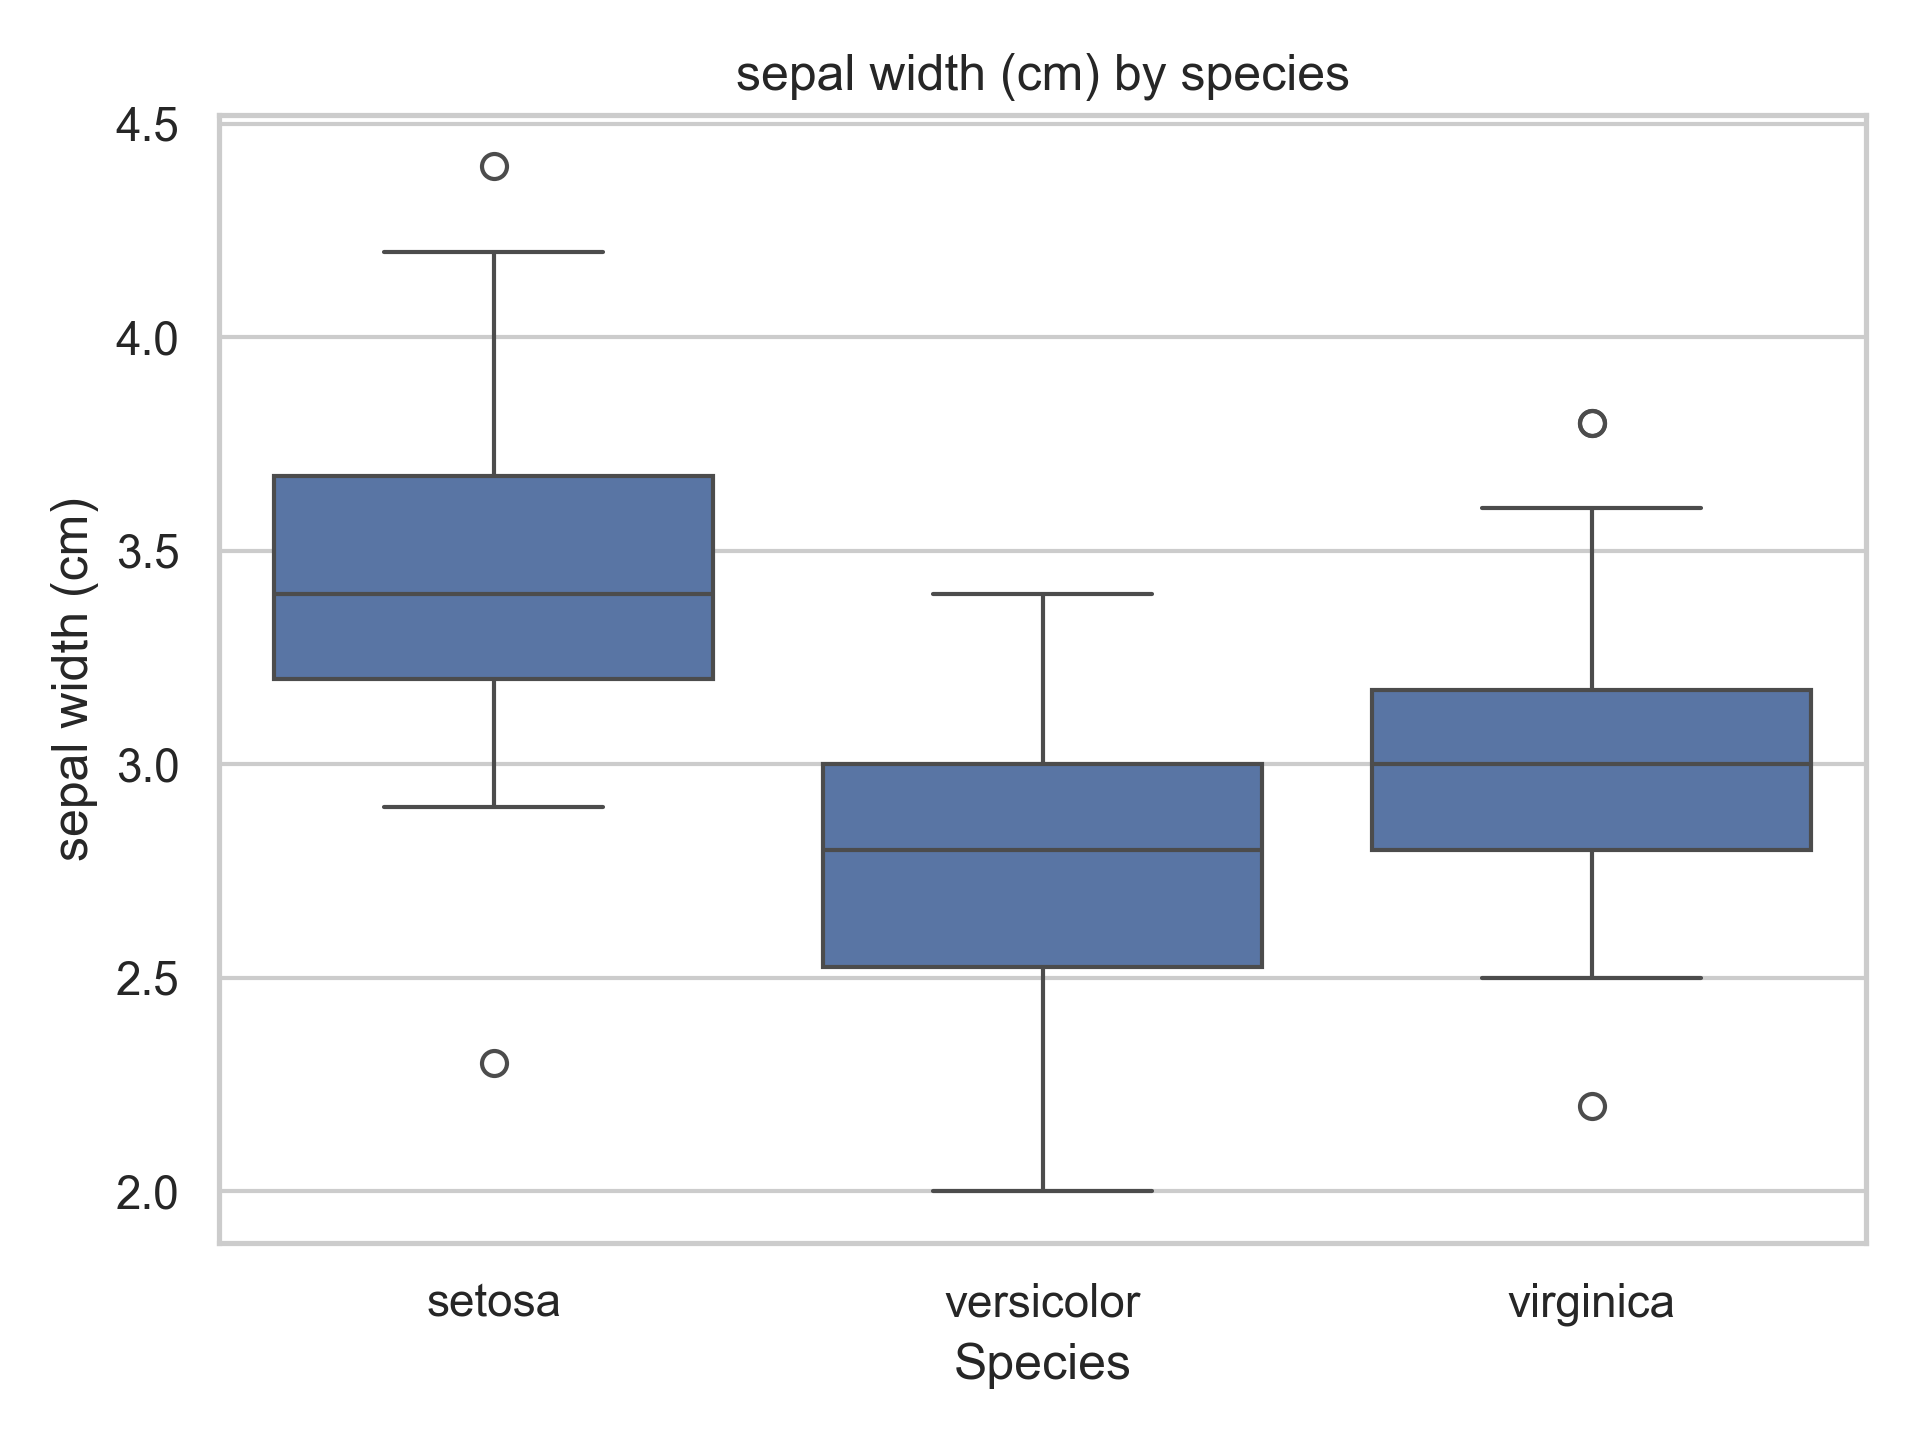 sepal width (cm) by species
sepal width (cm)
4.5
4.0
3.5
3.0
2.5
2.0
setosa versicolor virginica
Species